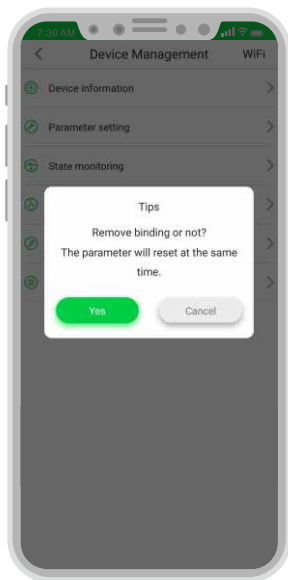 7:30 AM
Device Management
WiFi
Device information
Parameter setting
State monitoring
Tips
Remove binding or not?
The parameter will reset at the same
time.
Yes
Cancel